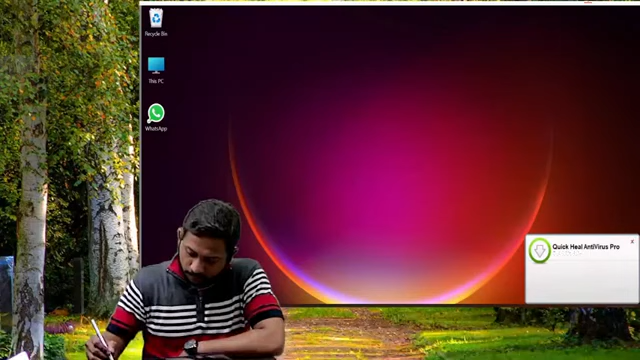 Recycle Bin
This PC
WhatsApp
Quick Heal AntiVirus Pro
x